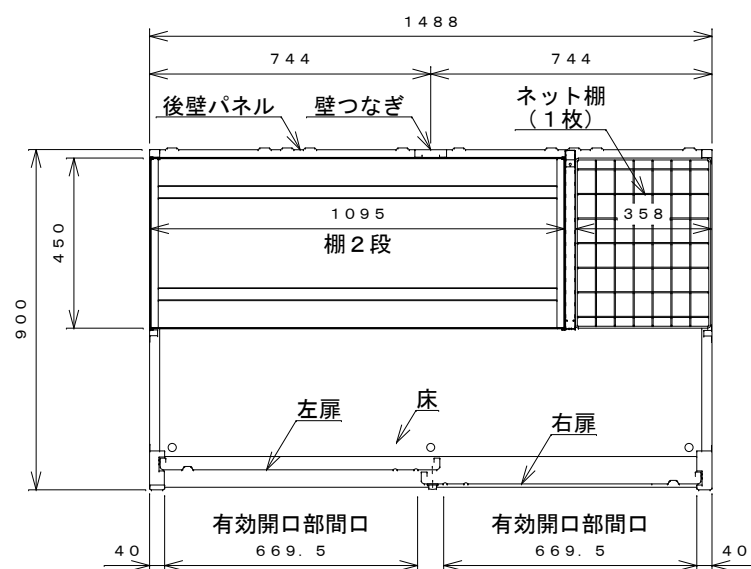 1488
744
744
後壁パネル
壁つなぎ
ネット棚
(1枚)
1095
358
棚2段
450
900
左扉
床
右扉
有効開口部間口
有効開口部間口
40
669.5
669.5
40